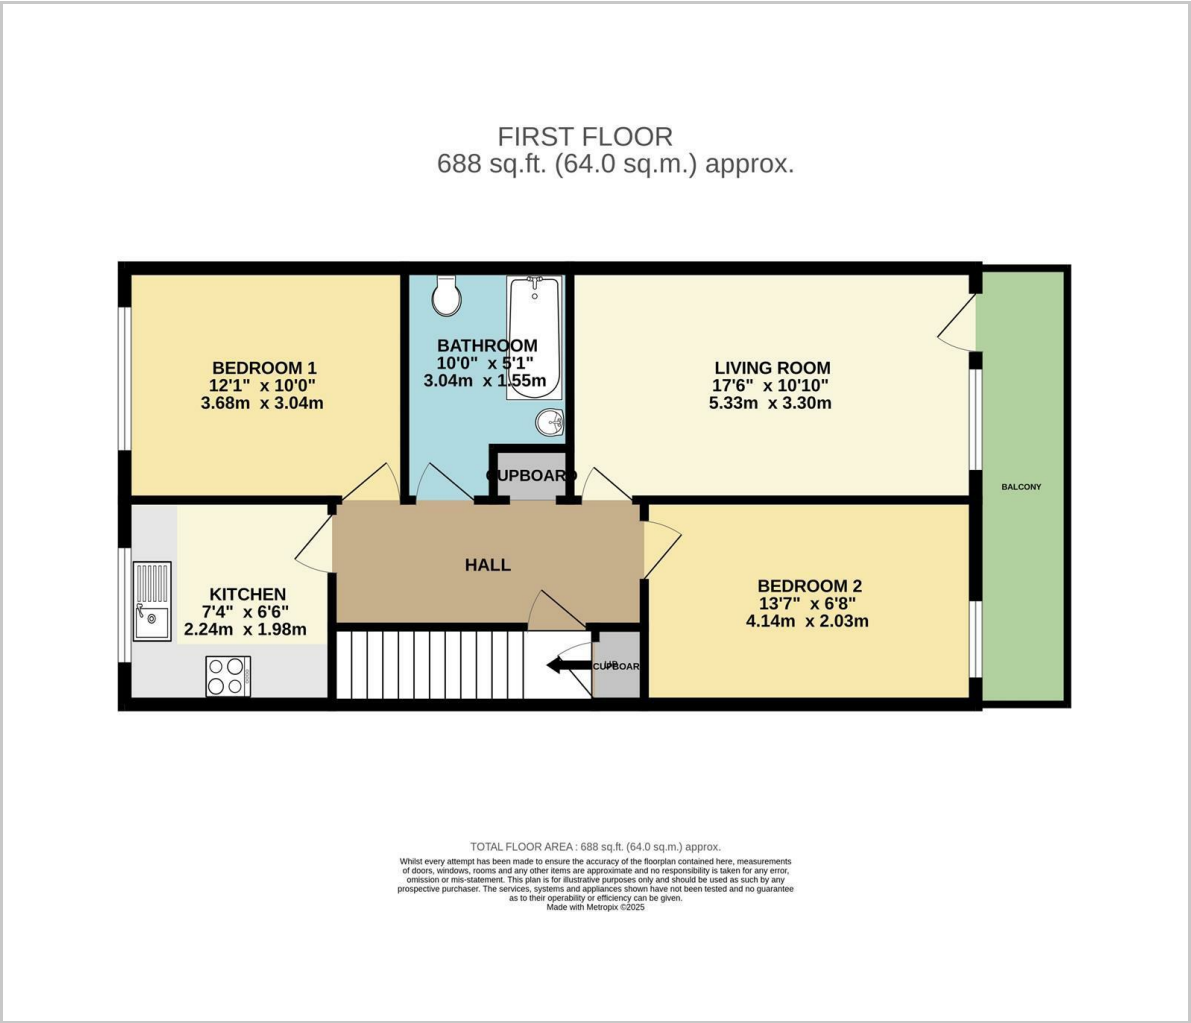 FIRST FLOOR
688 sq.ft. (64.0 sq.m.) approx.
BEDROOM 1
12'1" x 10'0"
3.68m x 3.04m
BATHROOM
10'0" x 5'1"
3.04m x 1.55m
LIVING ROOM
17'6" x 10'10"
5.33m x 3.30m
CUPBOARD
BALCONY
HALL
KITCHEN
7'4" x 6'6"
2.24m x 1.98m
BEDROOM 2
13'7" x 6'8"
4.14m x 2.03m
UP
CUPBOAR
TOTAL FLOOR AREA : 688 sq.ft. (64.0 sq.m.) approx.
Whilst every attempt has been made to ensure the accuracy of the floorplan contained here, measurements
of doors, windows, rooms and any other items are approximate and no responsibility is taken for any error,
omission or mis-statement. This plan is for illustrative purposes only and should be used as such by any
prospective purchaser. The services, systems and appliances shown have not been tested and no guarantee
as to their operability or efficiency can be given.
Made with Metropix ©2025